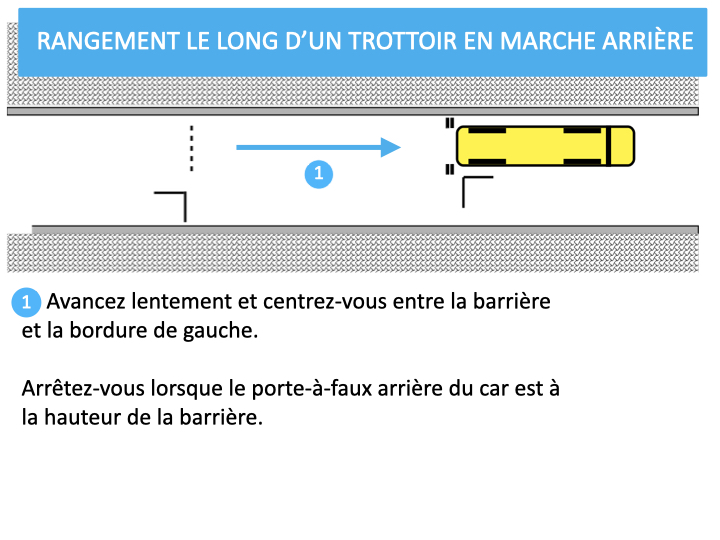 RANGEMENT LE LONG D’UN TROTTOIR EN MARCHE ARRIÈRE
1
1 Avancez lentement et centrez-vous entre la barrière
et la bordure de gauche.
Arrêtez-vous lorsque le porte-à-faux arrière du car est à
la hauteur de la barrière.